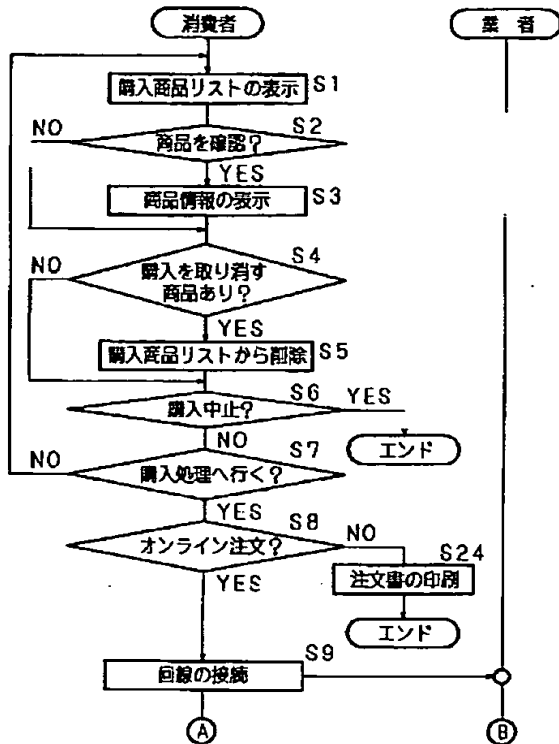 消費者
業者
購入商品リストの表示
S1
S2
NO
商品を確認?
YES
商品情報の表示
S3
S4
NO
購入を取り消す
商品あり?
YES
購入商品リストから削除
S5
S6
購入中止?
YES
NO
エンド
S7
NO
購入処理へ行く?
YES
S8
オンライン注文?
NO
S24
YES
注文書の印刷
エンド
S9
回線の接続
A
B